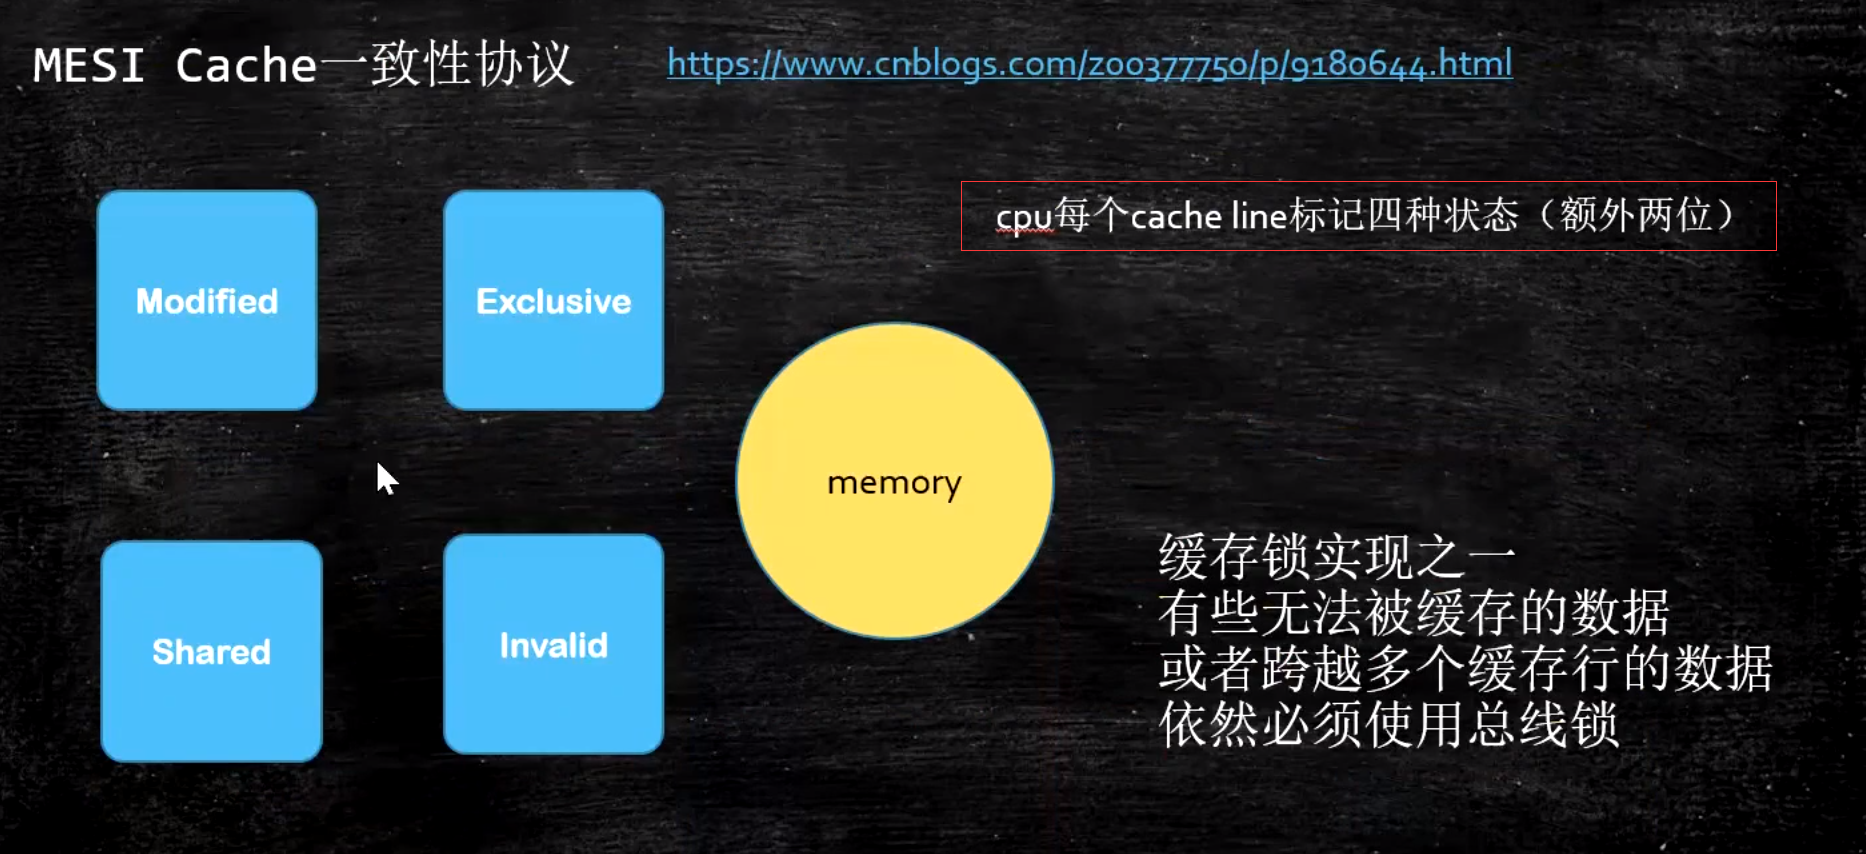 MESI Cache一致性协议
https://www.cnblogs.com/z00377750/p/9180644.html
cpu每个cache line标记四种状态（额外两位）
Modified
Exclusive
memory
Shared
Invalid
缓存锁实现之一
有些无法被缓存的数据
或者跨越多个缓存行的数据
依然必须使用总线锁